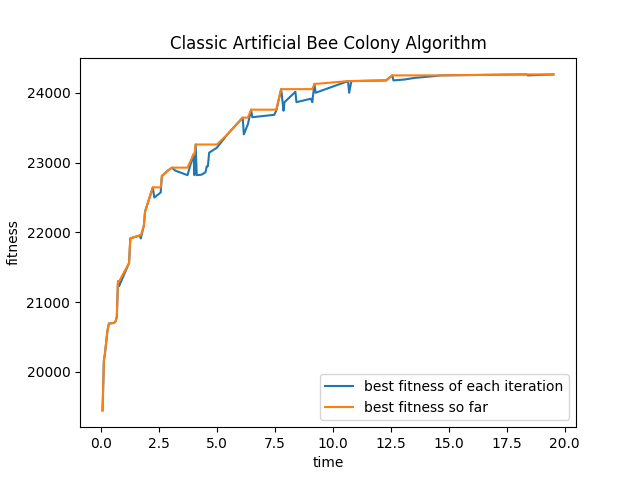 Classic Artificial Bee Colony Algorithm
fitness
24000
23000
22000
21000
20000
best fitness of each iteration
best fitness so far
0.0 2.5 5.0 7.5 10.0 12.5 15.0 17.5 20.0
time